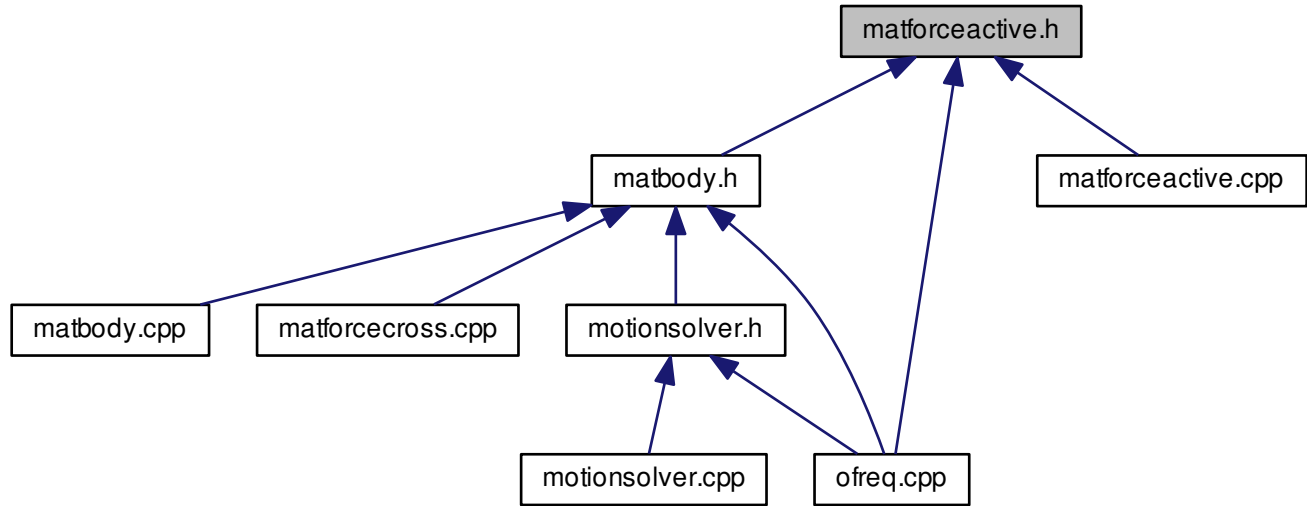 matforceactive.h
matbody.h
matforceactive.cpp
matbody.cpp
matforcecross.cpp
motionsolver.h
motionsolver.cpp
ofreq.cpp